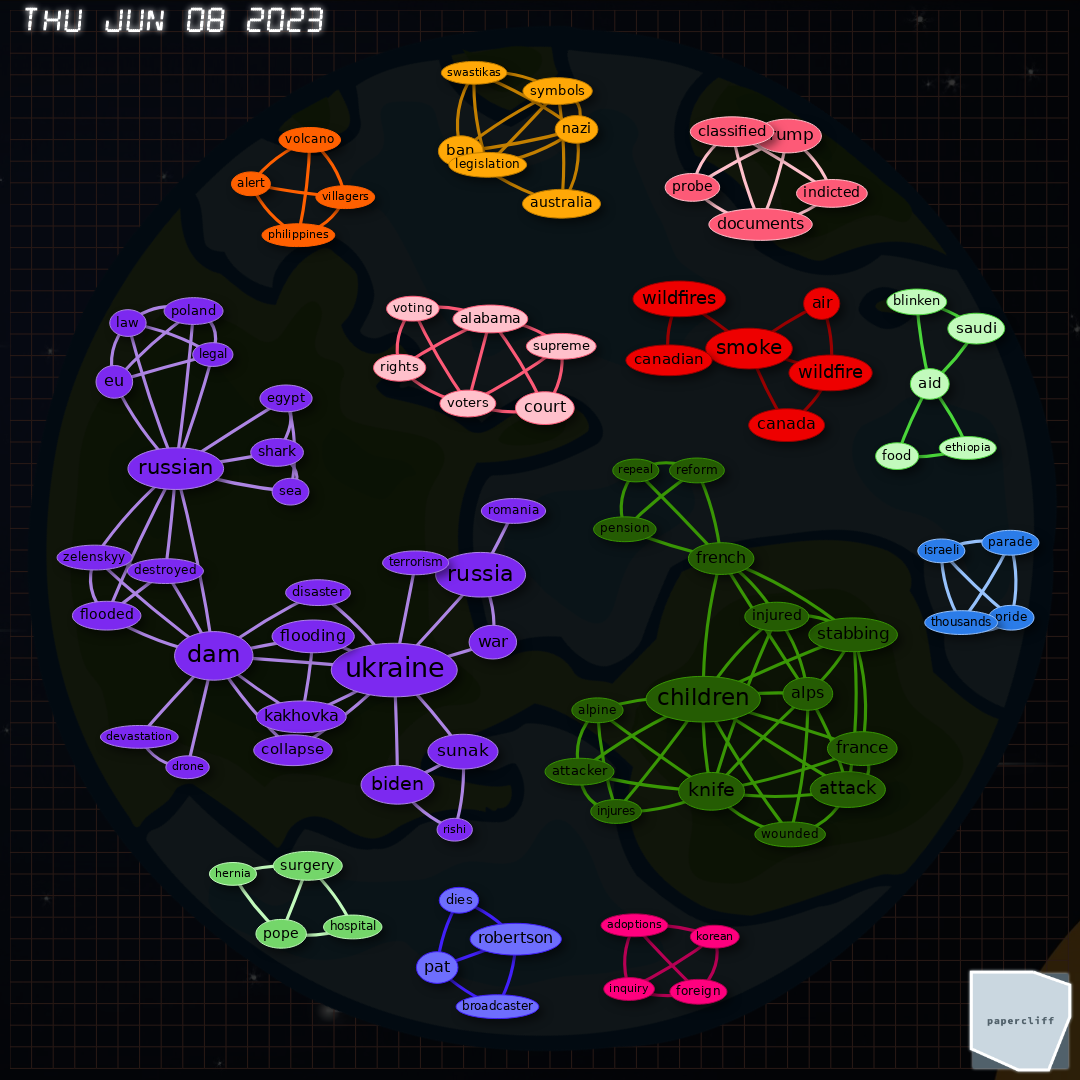 THU JUN 08 2023
swastikas
symbols
nazi
ban
legislation
australia
volcano
alert
villagers
philippines
classified
ump
probe
indicted
documents
poland
law
legal
eu
russian
egypt
shark
sea
zelenskyy
destroyed
flooded
voting
alabama
supreme
rights
voters
court
wildfires
air
smoke
canadian
wildfire
canada
blinken
saudi
aid
food
ethiopia
romania
terrorism
russia
disaster
flooding
war
dam
ukraine
kakhovka
collapse
devastation
drone
sunak
biden
rishi
repeal
reform
pension
french
injured
stabbing
children
alps
alpine
france
attacker
knife
attack
injures
wounded
israeli
parade
thousands
pride
hernia
surgery
pope
hospital
dies
robertson
pat
broadcaster
adoptions
korean
inquiry
foreign
papercliff